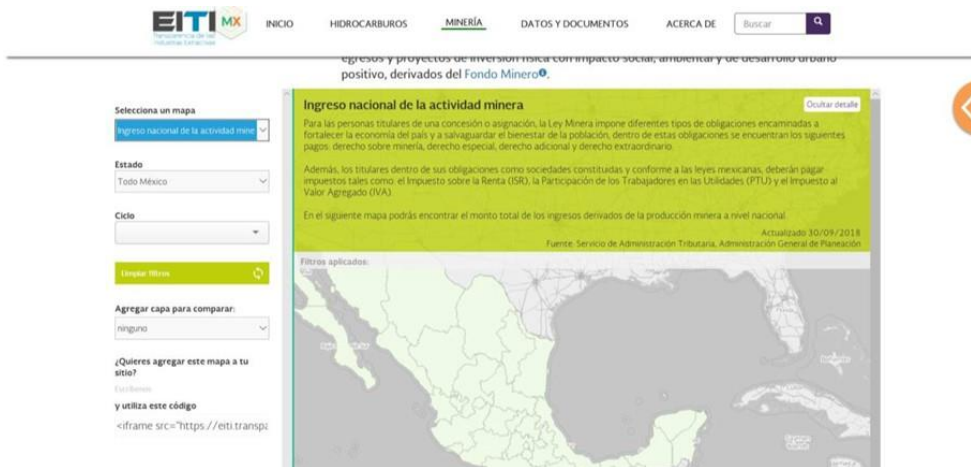 EITI MX
Transparencia de las
Industrias Extractivas
INICIO
HIDROCARBUROS
MINERÍA
DATOS Y DOCUMENTOS
ACERCA DE
Buscar
egresos y proyectos de inversión física con impacto social, ambiental y de desarrollo urbano
positivo, derivados del Fondo Minero
Selecciona un mapa
Ingreso nacional de la actividad mine
Estado
Todo México
Ciclo
Limpiar filtros
Agregar capa para comparar:
ninguno
¿Quieres agregar este mapa a tu
sitio?
Escríbenos
y utiliza este código
<iframe src="https://eiti.transpa
Ingreso nacional de la actividad minera
Ocultar detalle
Para las personas titulares de una concesión o asignación, la Ley Minera impone diferentes tipos de obligaciones encaminadas a
fortalecer la economía del país y a salvaguardar el bienestar de la población, dentro de estas obligaciones se encuentran los siguientes
pagos: derecho sobre minería, derecho especial, derecho adicional y derecho extraordinario.
Además, los titulares dentro de sus obligaciones como sociedades constituidas y conforme a las leyes mexicanas, deberán pagar
impuestos tales como: el Impuesto sobre la Renta (ISR), la Participación de los Trabajadores en las Utilidades (PTU) y el Impuesto al
Valor Agregado (IVA).
En el siguiente mapa podrás encontrar el monto total de los ingresos derivados de la producción minera a nivel nacional.
Actualizado 30/09/2018
Fuente: Servicio de Administración Tributaria, Administración General de Planeación
Filtros aplicados: